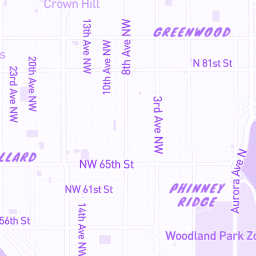 Crown Hill
GREENWOOD
13th Ave NW
8th Ave NW
10th Ave NW
20th Ave NW
23rd Ave NW
N 81st St
3rd Ave NW
LLARD
NW 65th St
Aurora Ave N
NW 61st St
PHINNEY
RIDGE
14th Ave NW
56th St
Woodland Park Zo